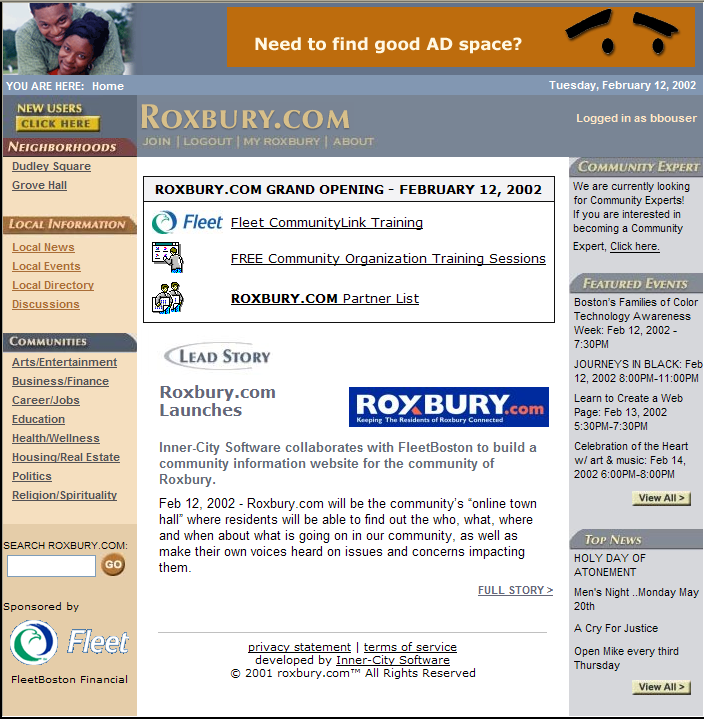 Need to find good AD space?
YOU ARE HERE: Home
Tuesday, February 12, 2002
NEW USERS
CLICK HERE
ROXBURY.COM
JOIN | LOGOUT | MY ROXBURY | ABOUT
Logged in as bbouser
NEIGHBORHOODS
Dudley Square
Grove Hall
LOCAL INFORMATION
Local News
Local Events
Local Directory
Discussions
COMMUNITIES
Arts/Entertainment
Business/Finance
Career/Jobs
Education
Health/Wellness
Housing/Real Estate
Politics
Religion/Spirituality
SEARCH ROXBURY.COM:
GO
Sponsored by
Fleet
FleetBoston Financial
ROXBURY.COM GRAND OPENING - FEBRUARY 12, 2002
Fleet Fleet CommunityLink Training
FREE Community Organization Training Sessions
ROXBURY.COM Partner List
LEAD STORY
Roxbury.com
Launches
ROXBURY.com
Keeping The Residents of Roxbury Connected
Inner-City Software collaborates with FleetBoston to build a
community information website for the community of
Roxbury.
Feb 12, 2002 - Roxbury.com will be the community's “online town
hall” where residents will be able to find out the who, what, where
and when about what is going on in our community, as well as
make their own voices heard on issues and concerns impacting
them.
FULL STORY >
privacy statement | terms of service
developed by Inner-City Software
© 2001 roxbury.com™ All Rights Reserved
COMMUNITY EXPERT
We are currently looking
for Community Experts!
If you are interested in
becoming a Community
Expert, Click here.
FEATURED EVENTS
Boston's Families of Color
Technology Awareness
Week: Feb 12, 2002 -
7:30PM
JOURNEYS IN BLACK: Feb
12, 2002 8:00PM-11:00PM
Learn to Create a Web
Page: Feb 13, 2002
5:30PM-7:30PM
Celebration of the Heart
w/ art & music: Feb 14,
2002 6:00PM-8:00PM
View All >
TOP NEWS
HOLY DAY OF
ATONEMENT
Men's Night ..Monday May
20th
A Cry For Justice
Open Mike every third
Thursday
View All >